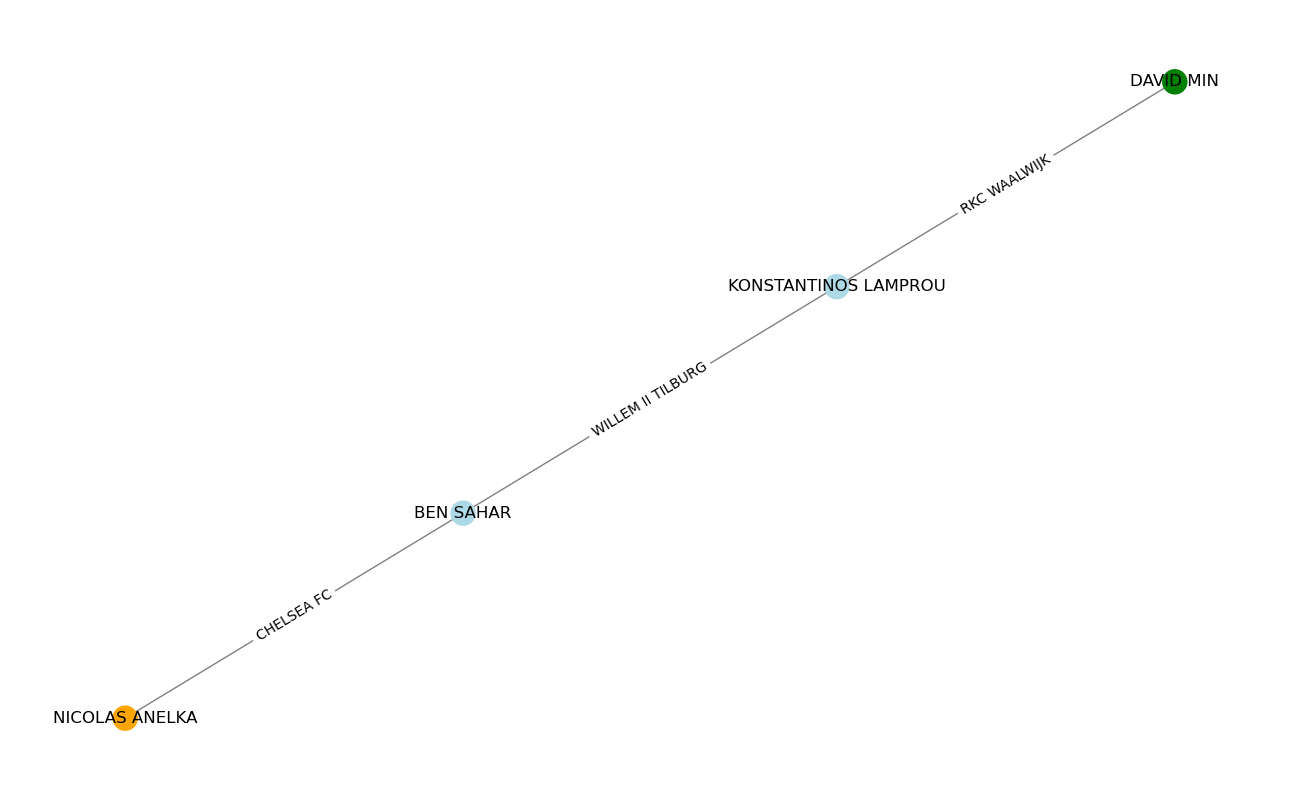 DAVID MIN
RKC WAALWIJK
KONSTANTINOS LAMPROU
WILLEM II TILBURG
BEN SAHAR
CHELSEA FC
NICOLAS ANELKA